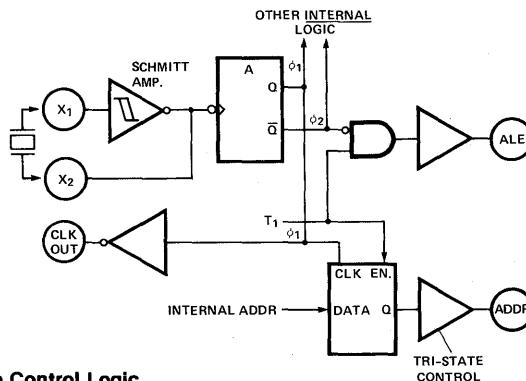 OTHER INTERNAL
LOGIC
SCHMITT
AMP.
A
Q
ϕ1
X1
Q̅
ϕ2
ALE
X2
T1
CLK
OUT
ϕ1
CLK EN.
INTERNAL ADDR
DATA Q
ADDR
TRI-STATE
CONTROL
Control Logic